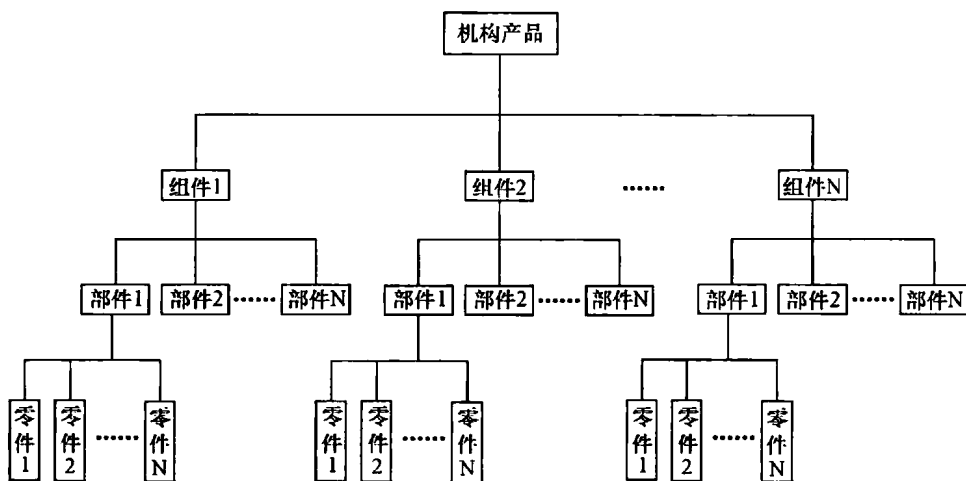 机构产品
组件1 组件2 …… 组件N
部件1 部件2 …… 部件N 部件1 部件2 …… 部件N 部件1 部件2 …… 部件N
零件1 零件2 …… 零件N 零件1 零件2 …… 零件N 零件1 零件2 …… 零件N